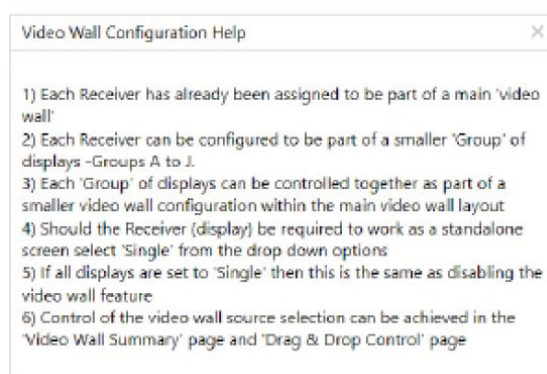 Video Wall Configuration Help
1) Each Receiver has already been assigned to be part of a main 'video
wall'
2) Each Receiver can be configured to be part of a smaller 'Group' of
displays -Groups A to J.
3) Each 'Group' of displays can be controlled together as part of a
smaller video wall configuration within the main video wall layout
4) Should the Receiver (display) be required to work as a standalone
screen select 'Single' from the drop down options
5) If all displays are set to 'Single' then this is the same as disabling the
video wall feature
6) Control of the video wall source selection can be achieved in the
'Video Wall Summary' page and 'Drag & Drop Control' page